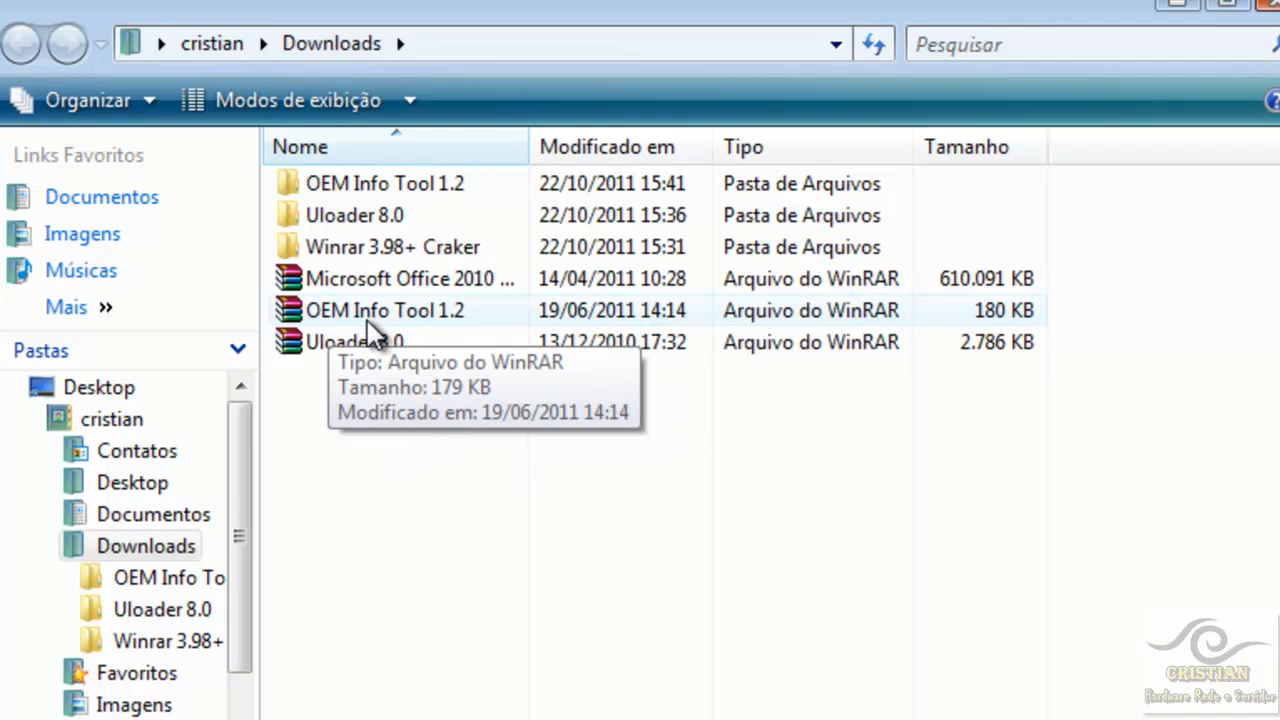 cristian Downloads Pesquisar
Organizar Modos de exibição
Links Favoritos
Documentos
Imagens
Músicas
Mais »
Pastas
Desktop
cristian
Contatos
Desktop
Documentos
Downloads
OEM Info To
Uloader 8.0
Winrar 3.98+
Favoritos
Imagens
Nome Modificado em Tipo Tamanho
OEM Info Tool 1.2 22/10/2011 15:41 Pasta de Arquivos
Uloader 8.0 22/10/2011 15:36 Pasta de Arquivos
Winrar 3.98+ Craker 22/10/2011 15:31 Pasta de Arquivos
Microsoft Office 2010 ... 14/04/2011 10:28 Arquivo do WinRAR 610.091 KB
OEM Info Tool 1.2 19/06/2011 14:14 Arquivo do WinRAR 180 KB
Uloader 8.0 13/12/2010 17:32 Arquivo do WinRAR 2.786 KB
Tipo: Arquivo do WinRAR
Tamanho: 179 KB
Modificado em: 19/06/2011 14:14
CRISTIAN
Hardware Rede e Servidor